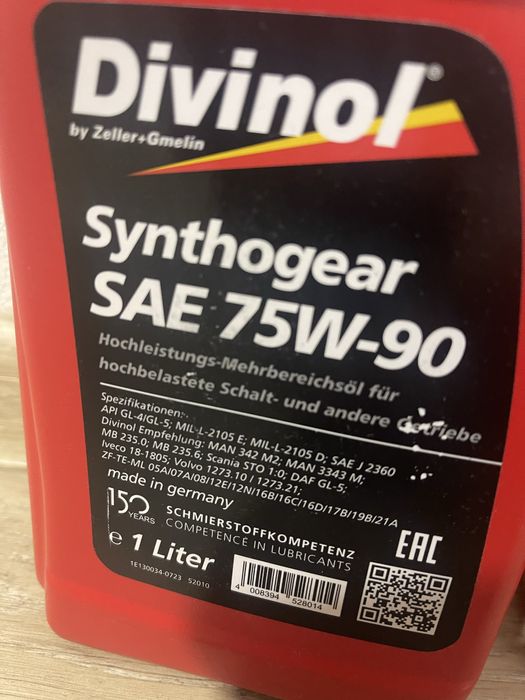 Divinol®
by Zeller+Gmelin
Synthogear
SAE 75W-90
Hochleistungs-Mehrbereichsöl für
hochbelastete Schalt- und andere Getriebe
Spezifikationen:
API GL-4/GL-5; MIL-L-2105 E; MIL-L-2105 D; SAE J 2360
Divinol Empfehlung: MAN 342 M2; MAN 3343 M;
MB 235.0; MB 235.6; Scania STO 1:0; DAF GL-5;
Iveco 18-1805; Volvo 1273.10 / 1273.21;
ZF-TE-ML 05A/07A/08/12E/12N/16B/16C/16D/17B/19B/21A
made in germany
150 YEARS
SCHMIERSTOFFKOMPETENZ
COMPETENCE IN LUBRICANTS
EAC
e 1 Liter
1E130034-0723 52010
4 008394 528014